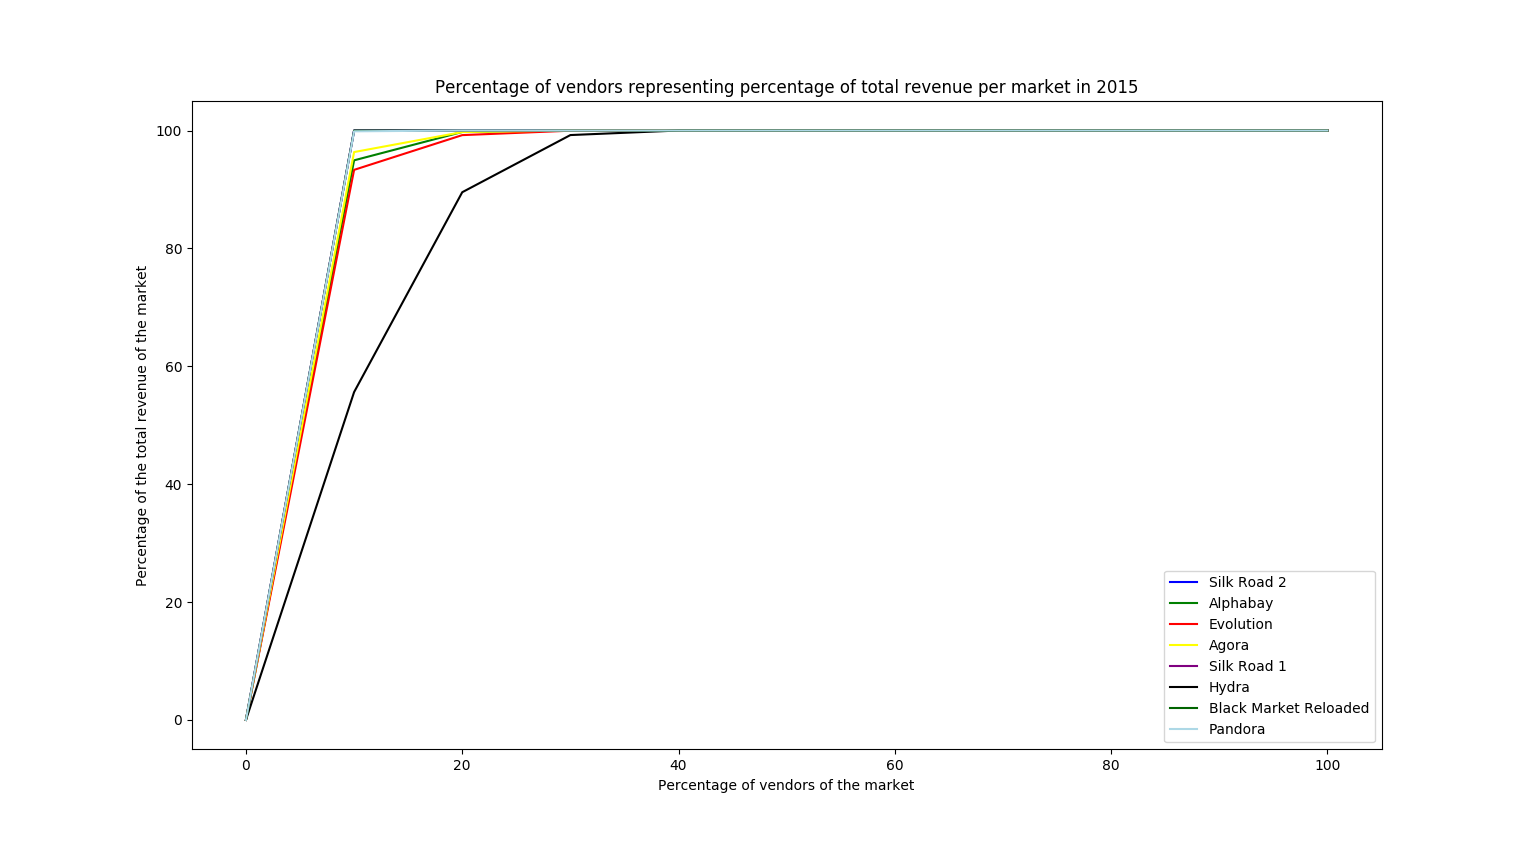 Percentage of vendors representing percentage of total revenue per market in 2015
Percentage of the total revenue of the market
100
80
60
40
20
0
0 20 40 60 80 100
Percentage of vendors of the market
Silk Road 2
Alphabay
Evolution
Agora
Silk Road 1
Hydra
Black Market Reloaded
Pandora